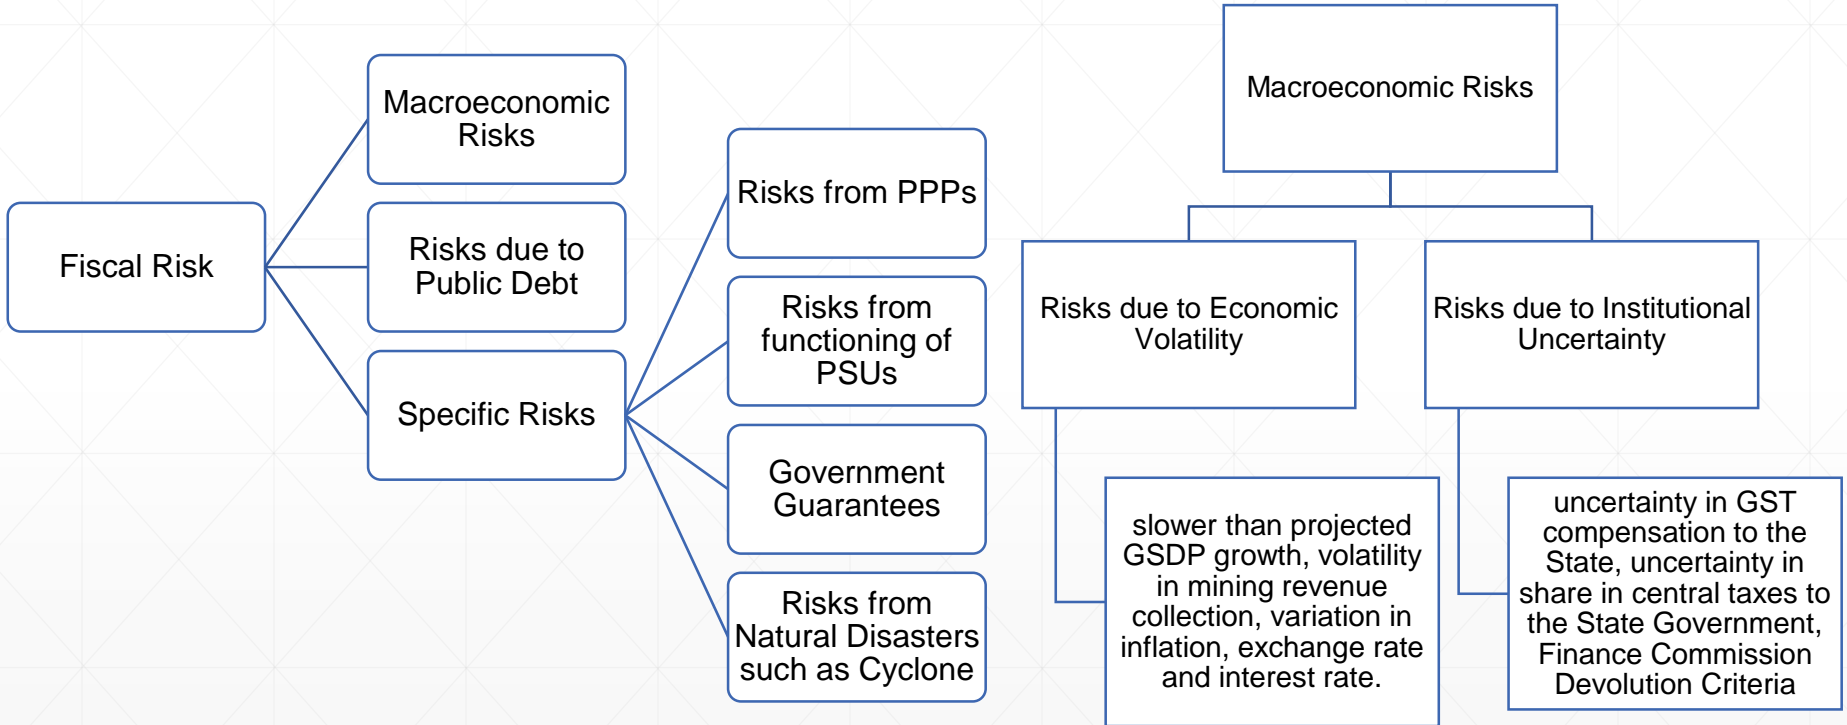 Fiscal Risk
Macroeconomic
Risks
Risks due to
Public Debt
Specific Risks
Risks from PPPs
Risks from
functioning of
PSUs
Government
Guarantees
Risks from
Natural Disasters
such as Cyclone
Macroeconomic Risks
Risks due to Economic
Volatility
slower than projected
GSDP growth, volatility
in mining revenue
collection, variation in
inflation, exchange rate
and interest rate.
Risks due to Institutional
Uncertainty
uncertainty in GST
compensation to the
State, uncertainty in
share in central taxes to
the State Government,
Finance Commission
Devolution Criteria